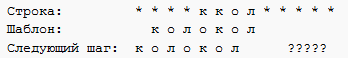 Строка: * * * * к к о л * * * * *
Шаблон: к о л о к о л
Следующий шаг: к о л о к о л ?????